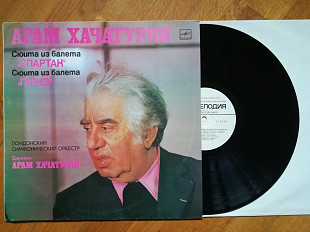 АРАМ ХАЧАТУРЯН
Сюита из балета
"СПАРТАК"
Сюита из балета
"ГАЯНЭ"
ЛОНДОНСКИЙ
СИМФОНИЧЕСКИЙ ОРКЕСТР
Дирижер
АРАМ ХАЧАТУРЯН
МЕЛОДИЯ